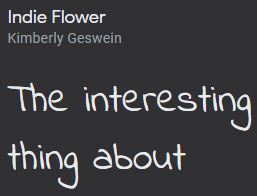 Indie Flower
Kimberly Geswein
The interesting
thing about